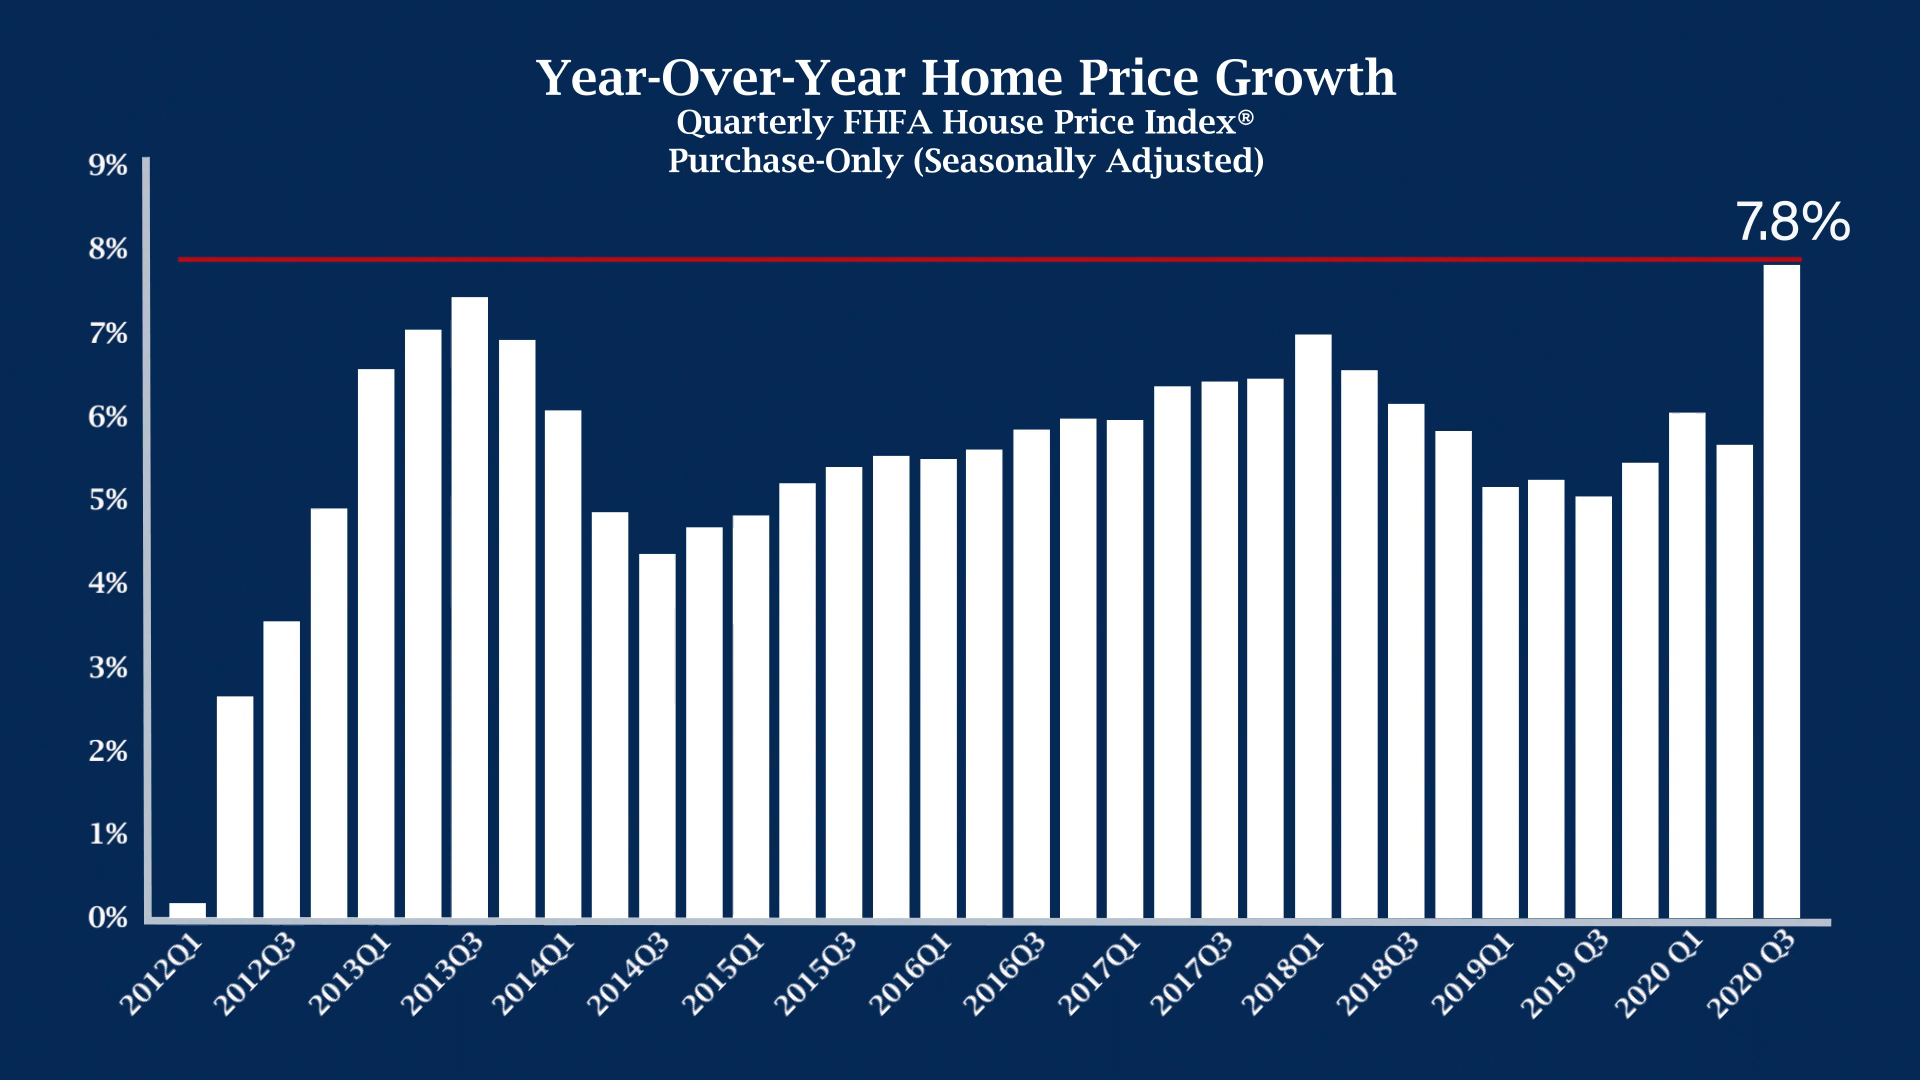 Year-Over-Year Home Price Growth
Quarterly FHFA House Price Index®
Purchase-Only (Seasonally Adjusted)
9%
8%
7%
6%
5%
4%
3%
2%
1%
0%
7.8%
2012Q1
2012Q3
2013Q1
2013Q3
2014Q1
2014Q3
2015Q1
2015Q3
2016Q1
2016Q3
2017Q1
2017Q3
2018Q1
2018Q3
2019Q1
2019 Q3
2020 Q1
2020 Q3